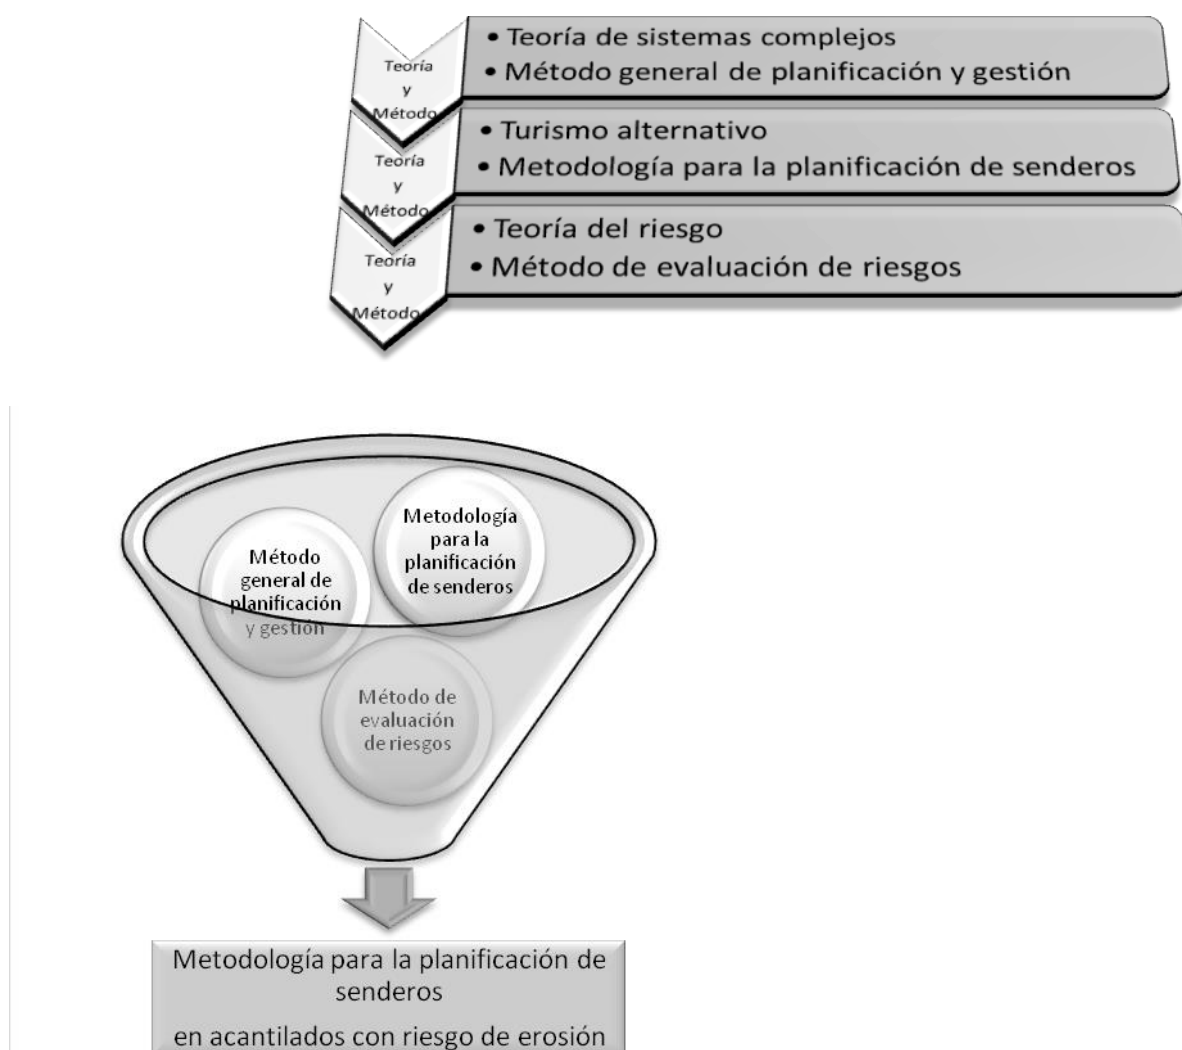 Teoría
y
Método
• Teoría de sistemas complejos
• Método general de planificación y gestión
Teoría
y
Método
• Turismo alternativo
• Metodología para la planificación de senderos
Teoría
y
Método
• Teoría del riesgo
• Método de evaluación de riesgos
Método
general de
planificación
y gestión
Metodología
para la
planificación
de senderos
Método de
evaluación
de riesgos
Metodología para la planificación de
senderos
en acantilados con riesgo de erosión